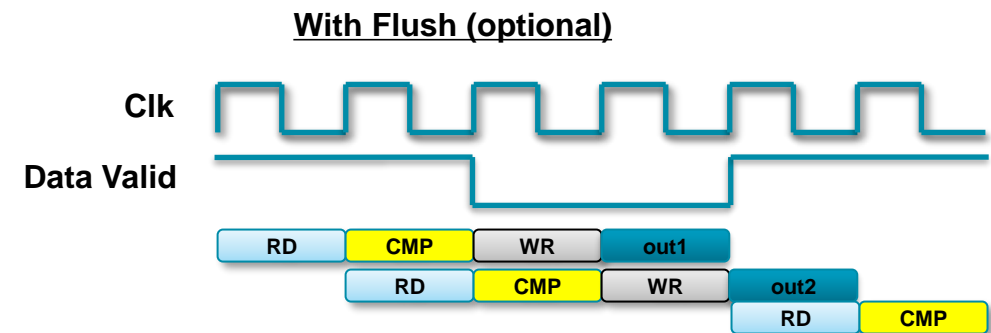 With Flush (optional)
Clk
Data Valid
RD CMP WR out1
RD CMP WR out2
RD CMP